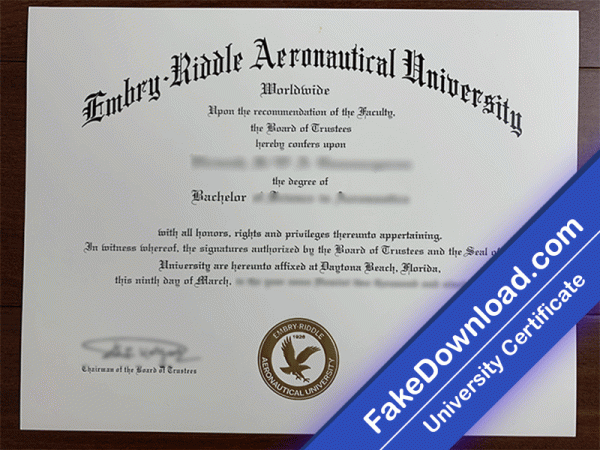 Embry-Riddle Aeronautical University
Worldwide
Upon the recommendation of the Faculty,
the Board of Trustees
hereby confers upon
the degree of
Bachelor
with all honors, rights and privileges thereunto appertaining.
In witness whereof, the signatures authorized by the Board of Trustees and the Seal of
University are hereunto affixed at Daytona Beach, Florida,
this ninth day of March,
Chairman of the Board of Trustees
EMBRY-RIDDLE
1926
AERONAUTICAL UNIVERSITY
FakeDownload.com
University Certificate